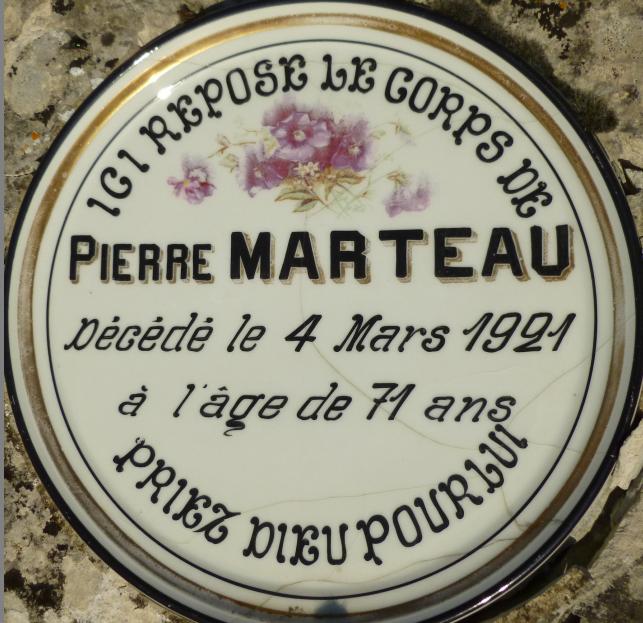 ICI REPOSE LE CORPS DE
PIERRE MARTEAU
Décédé le 4 Mars 1921
à l'âge de 71 ans
PRIEZ DIEU POUR LUI